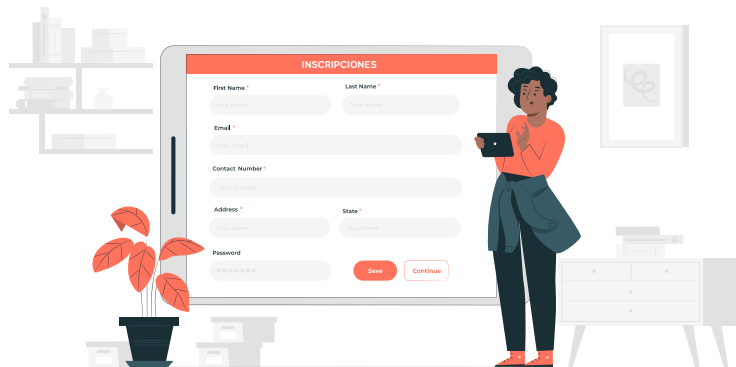 INSCRIPCIONES
First Name * Last Name *
Your Name Your Name
Email *
Your Email
Contact Number *
Your Number
Address * State *
Your Name Your Name
Password
Save Continue